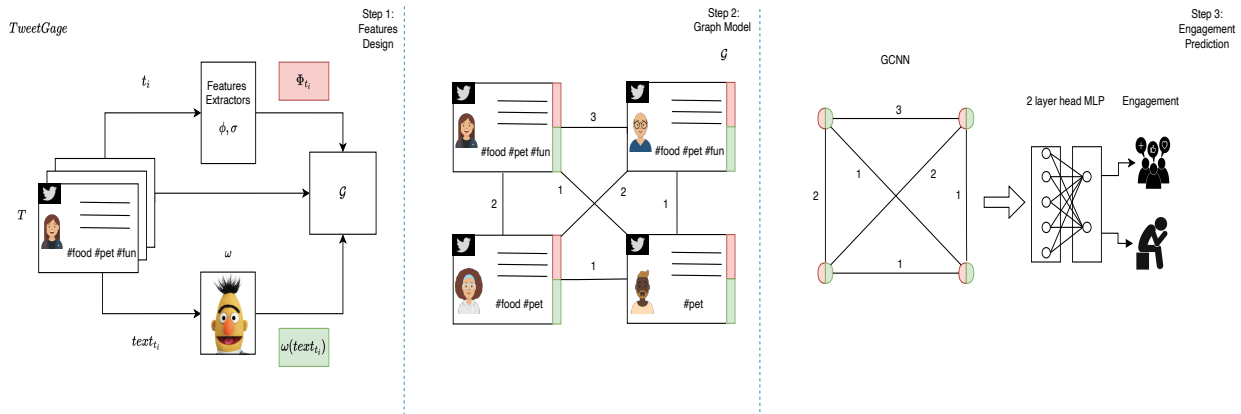 TweetGage
Step 1:
Features
Design
t_i
Features
Extractors
ϕ, σ
Φ_{t_i}
T
#food #pet #fun
𝒢
ω
text_{t_i}
ω(text_{t_i})
Step 2:
Graph Model
𝒢
#food #pet #fun
3
#food #pet #fun
2
1
2
1
#food #pet
1
#pet
Step 3:
Engagement
Prediction
GCNN
3
2
1
2
1
1
2 layer head MLP
Engagement